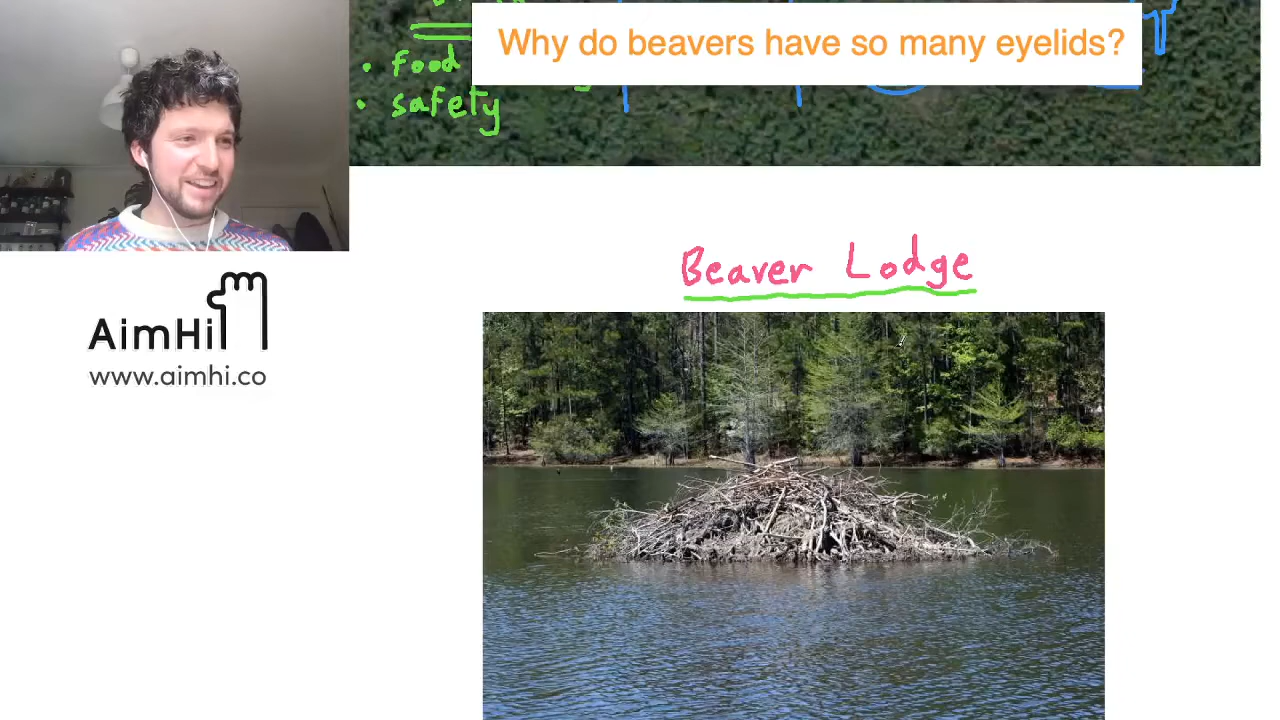 Why do beavers have so many eyelids?
food
safety
Beaver Lodge
AimHi
www.aimhi.co